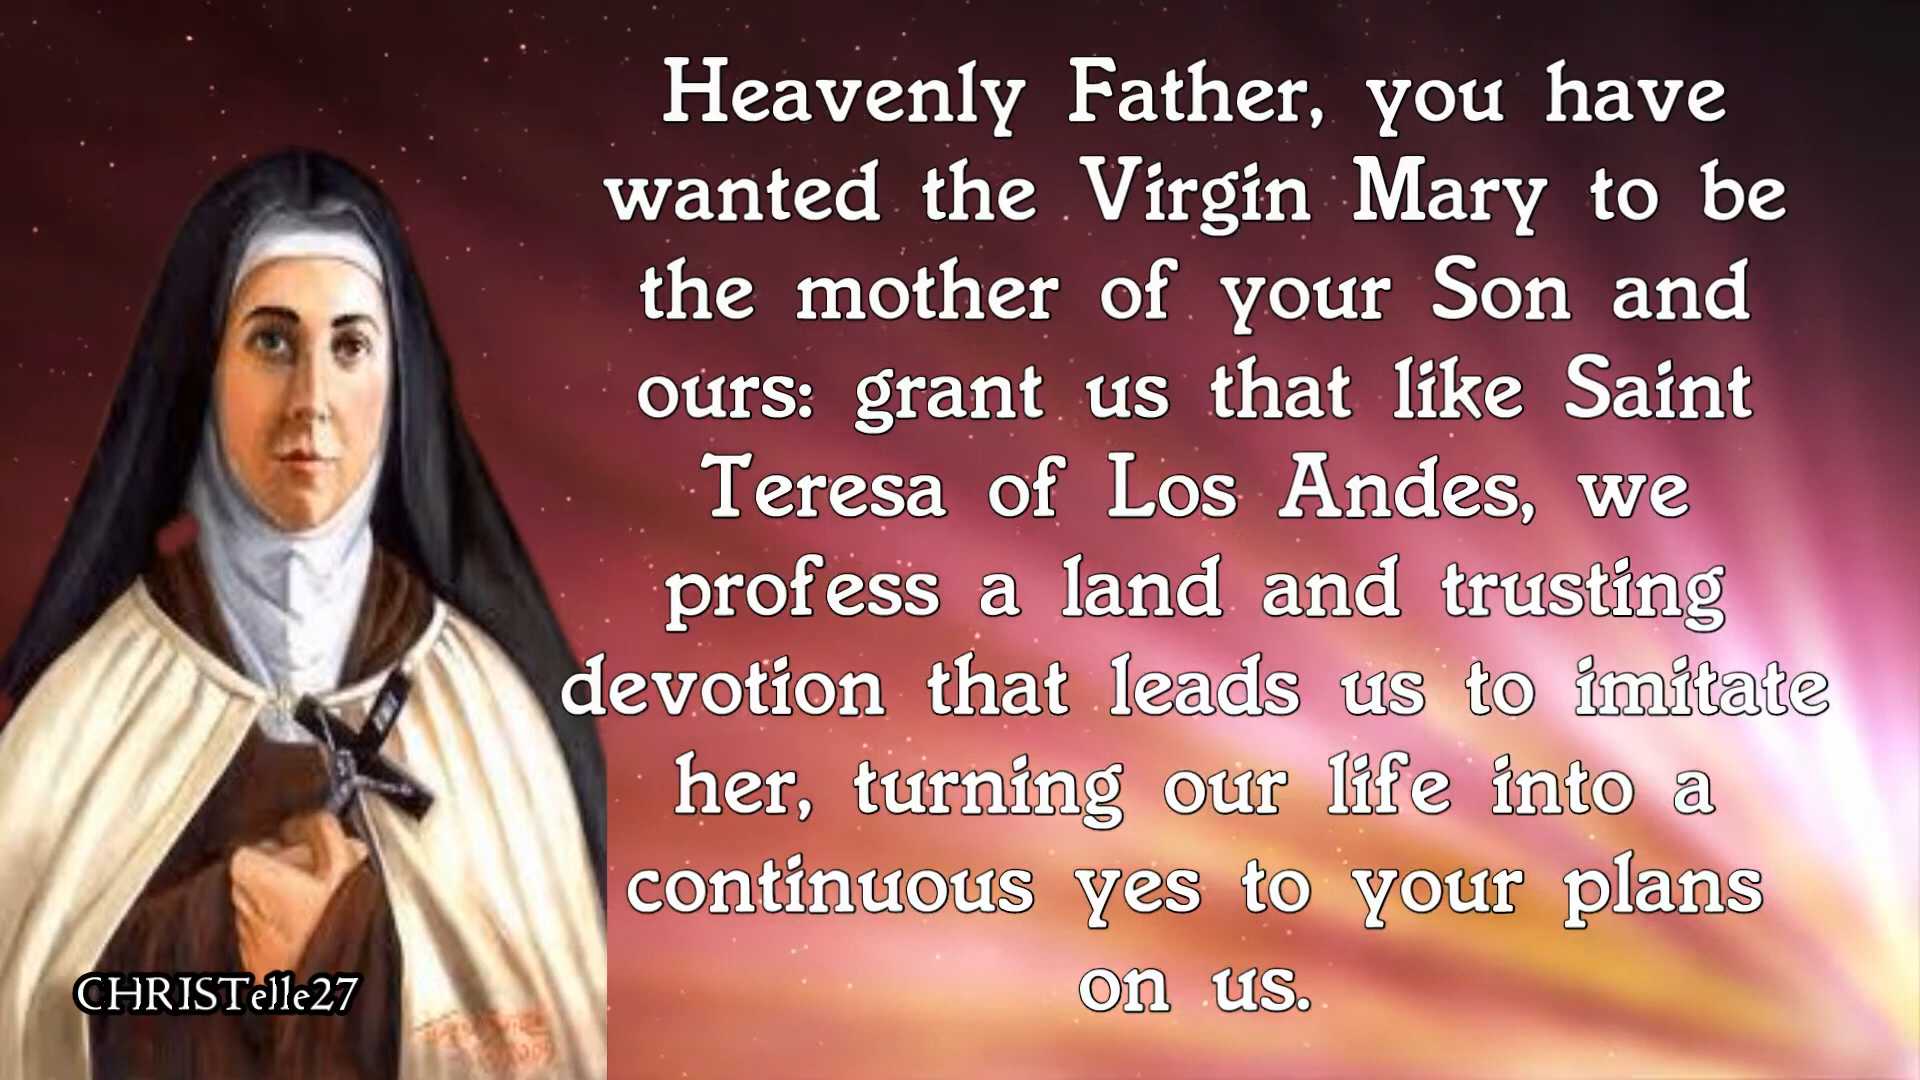 Heavenly Father, you have
wanted the Virgin Mary to be
the mother of your Son and
ours: grant us that like Saint
Teresa of Los Andes, we
profess a land and trusting
devotion that leads us to imitate
her, turning our life into a
continuous yes to your plans
on us.
CHRISTelle27